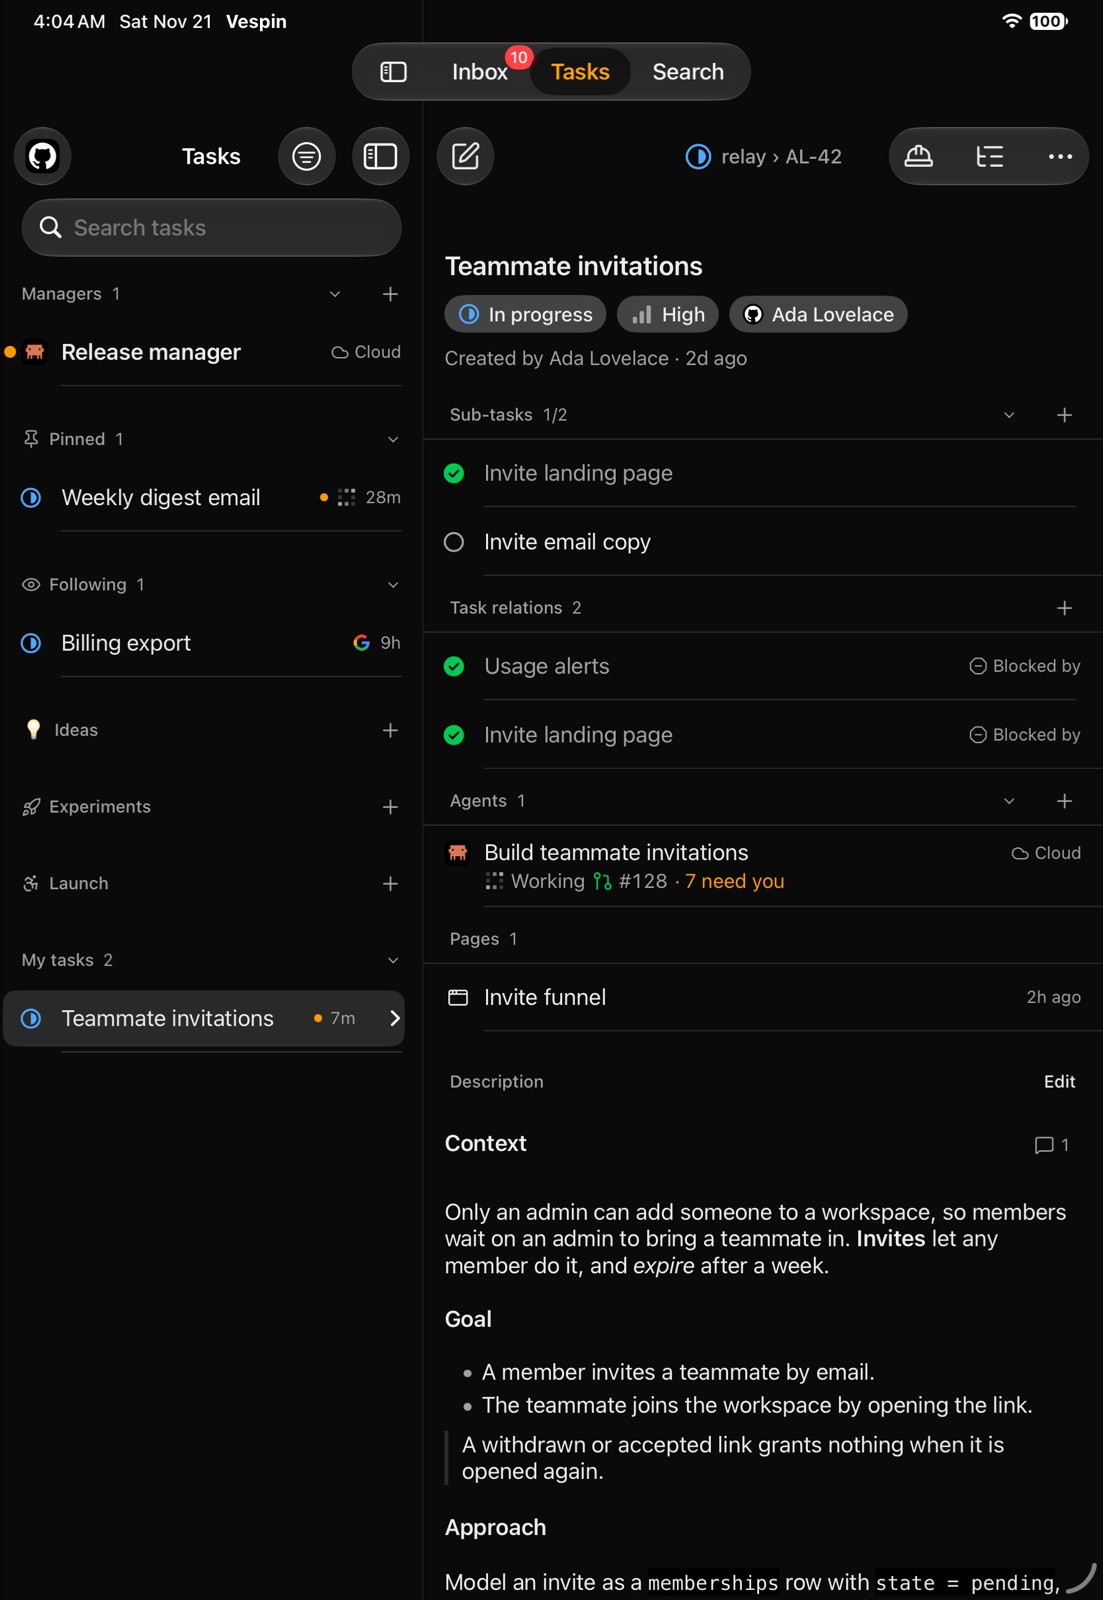 4:04 AM Sat Nov 21 Vespin
100
Inbox 10 Tasks Search
Tasks
Search tasks
Managers 1
Release manager Cloud
Pinned 1
Weekly digest email 28m
Following 1
Billing export 9h
Ideas
Experiments
Launch
My tasks 2
Teammate invitations 7m
relay › AL-42
Teammate invitations
In progress High Ada Lovelace
Created by Ada Lovelace · 2d ago
Sub-tasks 1/2
Invite landing page
Invite email copy
Task relations 2
Usage alerts Blocked by
Invite landing page Blocked by
Agents 1
Build teammate invitations Cloud
Working #128 · 7 need you
Pages 1
Invite funnel 2h ago
Description Edit
Context 1
Only an admin can add someone to a workspace, so members
wait on an admin to bring a teammate in. Invites let any
member do it, and expire after a week.
Goal
• A member invites a teammate by email.
• The teammate joins the workspace by opening the link.
A withdrawn or accepted link grants nothing when it is
opened again.
Approach
Model an invite as a memberships row with state = pending,